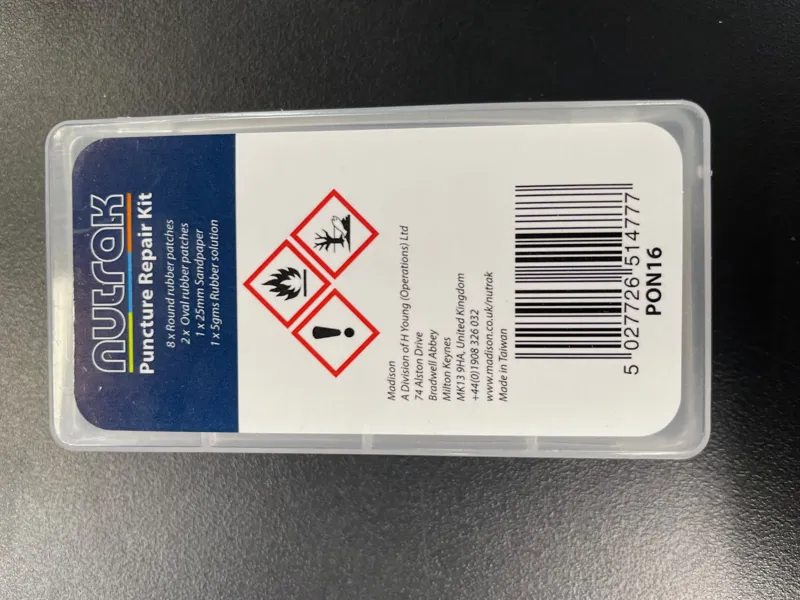 nutrak
Puncture Repair Kit
8 x Round rubber patches
2 x Oval rubber patches
1 x 25mm Sandpaper
1 x 5gms Rubber solution
Madison
A Division of H Young (Operations) Ltd
74 Alston Drive
Bradwell Abbey
Milton Keynes
MK13 9HA, United Kingdom
+44(0)1908 326 032
www.madison.co.uk/nutrak
Made in Taiwan
5 027726 514777
PON16